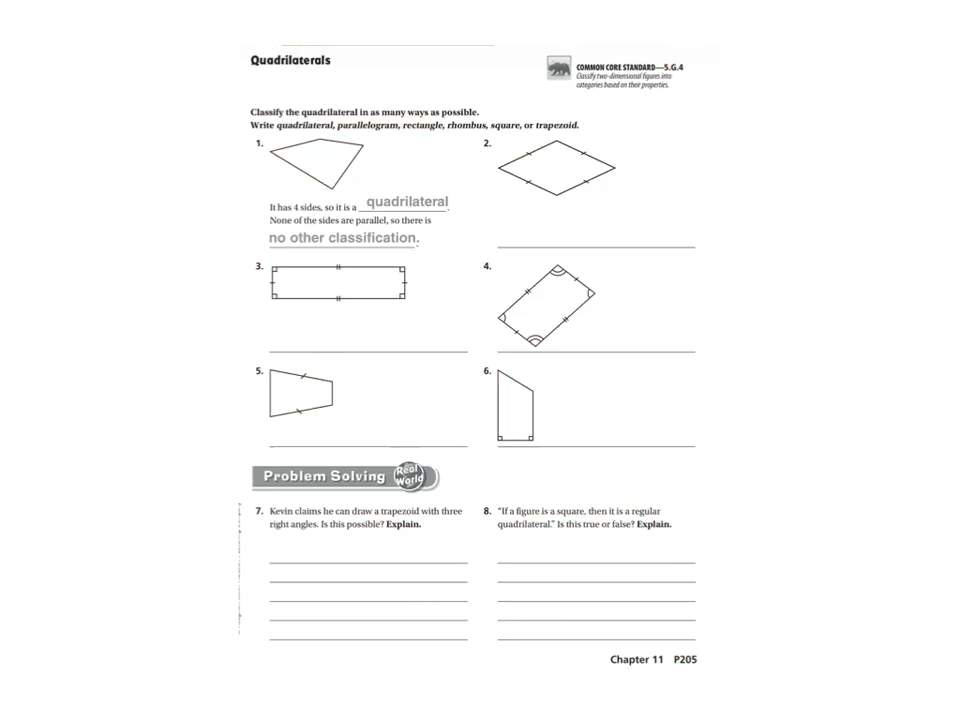 Quadrilaterals
COMMON CORE STANDARD—5.G.4
Classify two-dimensional figures into
categories based on their properties.
Classify the quadrilateral in as many ways as possible.
Write quadrilateral, parallelogram, rectangle, rhombus, square, or trapezoid.
1.
It has 4 sides, so it is a quadrilateral.
None of the sides are parallel, so there is
no other classification.
2.
3.
4.
5.
6.
Problem Solving Real World
7. Kevin claims he can draw a trapezoid with three
right angles. Is this possible? Explain.
8. “If a figure is a square, then it is a regular
quadrilateral.” Is this true or false? Explain.
Chapter 11 P205